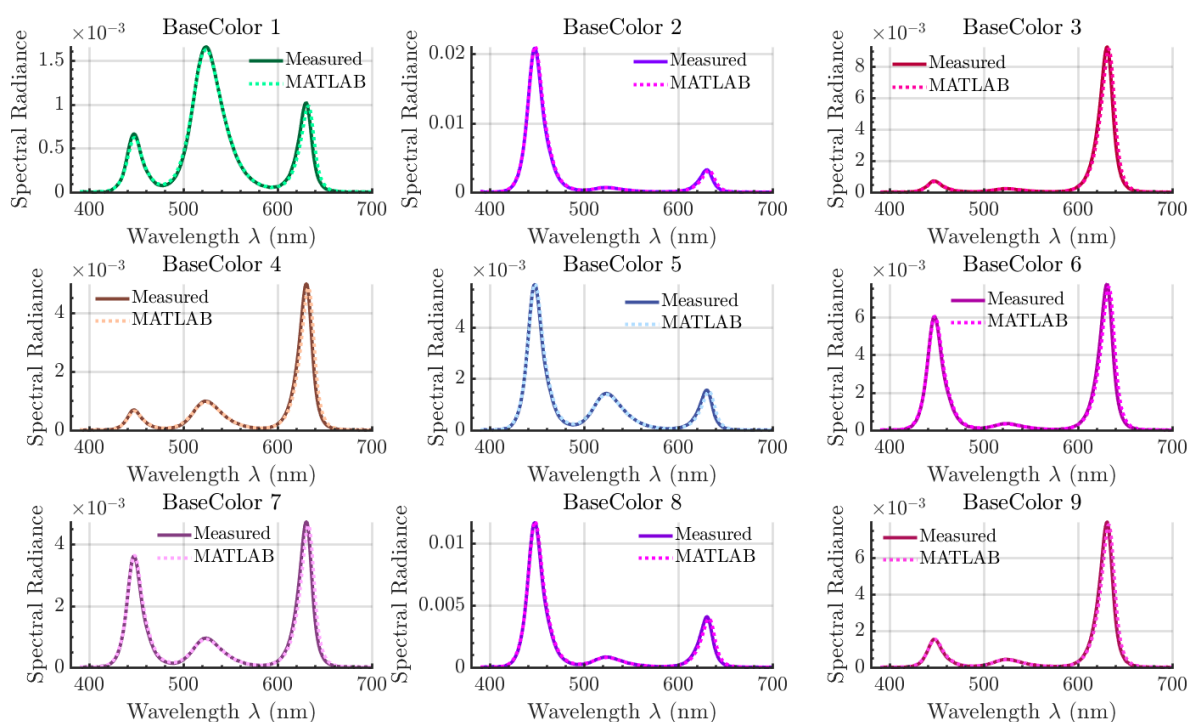 BaseColor 1
×10⁻³
Spectral Radiance
1.5
1
0.5
0
Measured
MATLAB
400 500 600 700
Wavelength λ (nm)
BaseColor 2
Spectral Radiance
0.02
0.01
0
Measured
MATLAB
400 500 600 700
Wavelength λ (nm)
BaseColor 3
×10⁻³
Spectral Radiance
8
6
4
2
0
Measured
MATLAB
400 500 600 700
Wavelength λ (nm)
BaseColor 4
×10⁻³
Spectral Radiance
4
2
0
Measured
MATLAB
400 500 600 700
Wavelength λ (nm)
BaseColor 5
×10⁻³
Spectral Radiance
4
2
0
Measured
MATLAB
400 500 600 700
Wavelength λ (nm)
BaseColor 6
×10⁻³
Spectral Radiance
6
4
2
0
Measured
MATLAB
400 500 600 700
Wavelength λ (nm)
BaseColor 7
×10⁻³
Spectral Radiance
4
2
0
Measured
MATLAB
400 500 600 700
Wavelength λ (nm)
BaseColor 8
Spectral Radiance
0.01
0.005
0
Measured
MATLAB
400 500 600 700
Wavelength λ (nm)
BaseColor 9
×10⁻³
Spectral Radiance
6
4
2
0
Measured
MATLAB
400 500 600 700
Wavelength λ (nm)